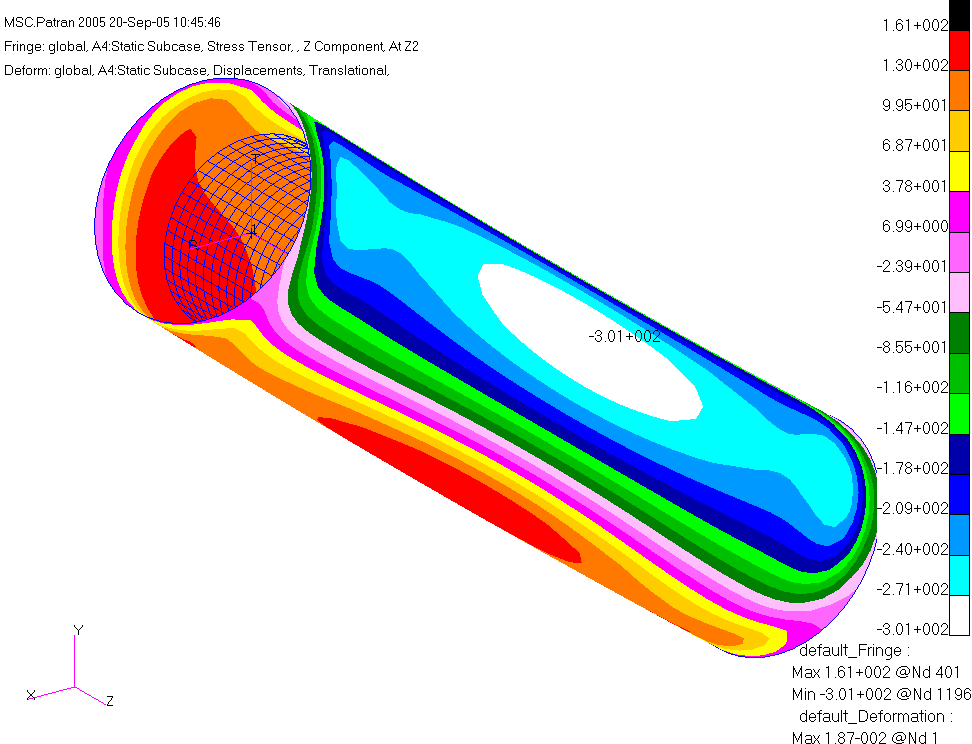 MSC.Patran 2005 20-Sep-05 10:45:46
Fringe: global, A4:Static Subcase, Stress Tensor, , Z Component, At Z2
Deform: global, A4:Static Subcase, Displacements, Translational,
1.61+002
1.30+002
9.95+001
6.87+001
3.78+001
6.99+000
-2.39+001
-5.47+001
-8.55+001
-1.16+002
-1.47+002
-1.78+002
-2.09+002
-2.40+002
-2.71+002
-3.01+002
-3.01+002
Y
X
Z
default_Fringe :
Max 1.61+002 @Nd 401
Min -3.01+002 @Nd 1196
default_Deformation :
Max 1.87-002 @Nd 1